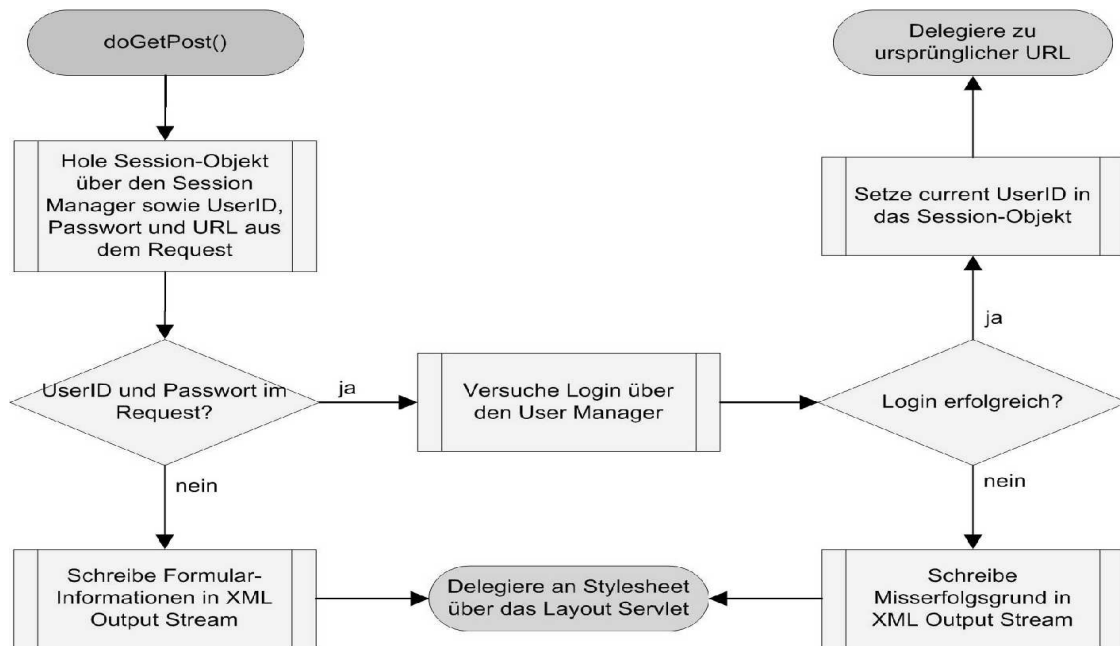 doGetPost()
Hole Session-Objekt
über den Session
Manager sowie UserID,
Passwort und URL aus
dem Request
UserID und Passwort im
Request?
ja
nein
Schreibe Formular-
Informationen in XML
Output Stream
Versuche Login über
den User Manager
Login erfolgreich?
ja
Setze current UserID in
das Session-Objekt
Delegiere zu
ursprünglicher URL
nein
Schreibe
Misserfolgsgrund in
XML Output Stream
Delegiere an Stylesheet
über das Layout Servlet